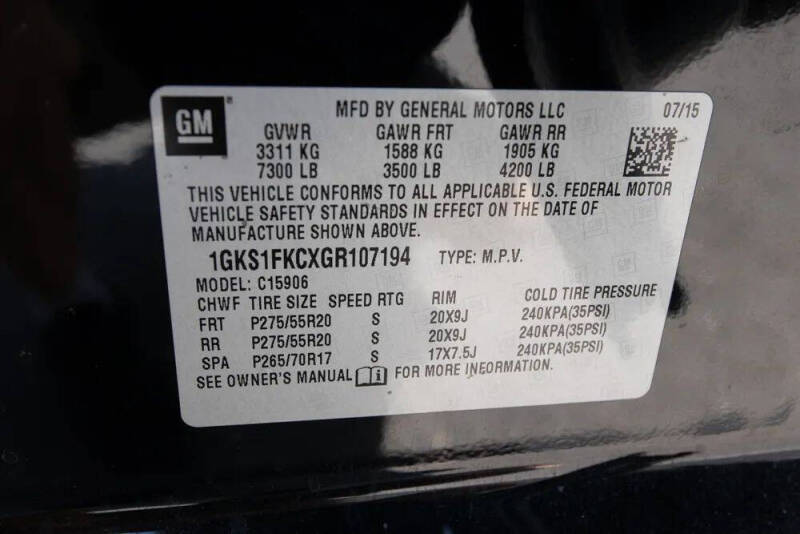 GM
MFD BY GENERAL MOTORS LLC 07/15
GVWR GAWR FRT GAWR RR
3311 KG 1588 KG 1905 KG
7300 LB 3500 LB 4200 LB
THIS VEHICLE CONFORMS TO ALL APPLICABLE U.S. FEDERAL MOTOR
VEHICLE SAFETY STANDARDS IN EFFECT ON THE DATE OF
MANUFACTURE SHOWN ABOVE.
1GKS1FKCXGR107194 TYPE: M.P.V.
MODEL: C15906
CHWF TIRE SIZE SPEED RTG RIM COLD TIRE PRESSURE
FRT P275/55R20 S 20X9J 240KPA(35PSI)
RR P275/55R20 S 20X9J 240KPA(35PSI)
SPA P265/70R17 S 17X7.5J 240KPA(35PSI)
SEE OWNER'S MANUAL FOR MORE INFORMATION.